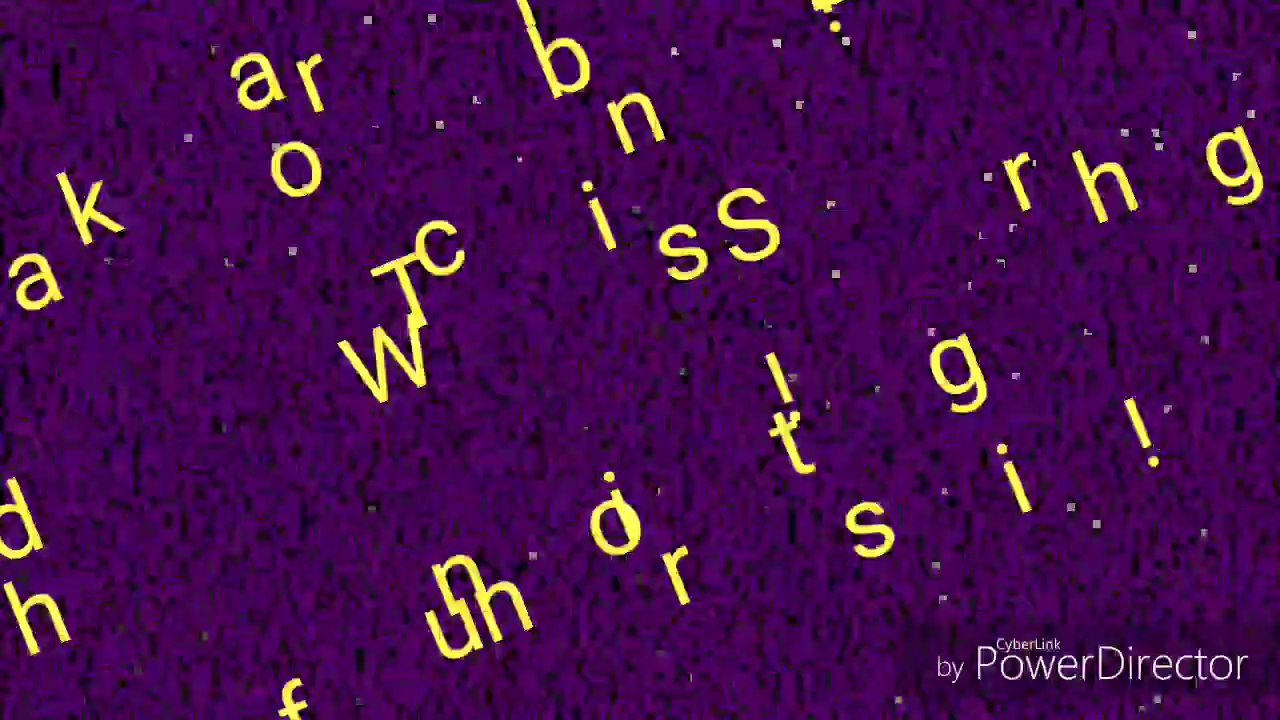 a r b n
o
k i s S r h g
a c
T
W g
! t i !
d o i r s
h n u h
f
CyberLink
by PowerDirector